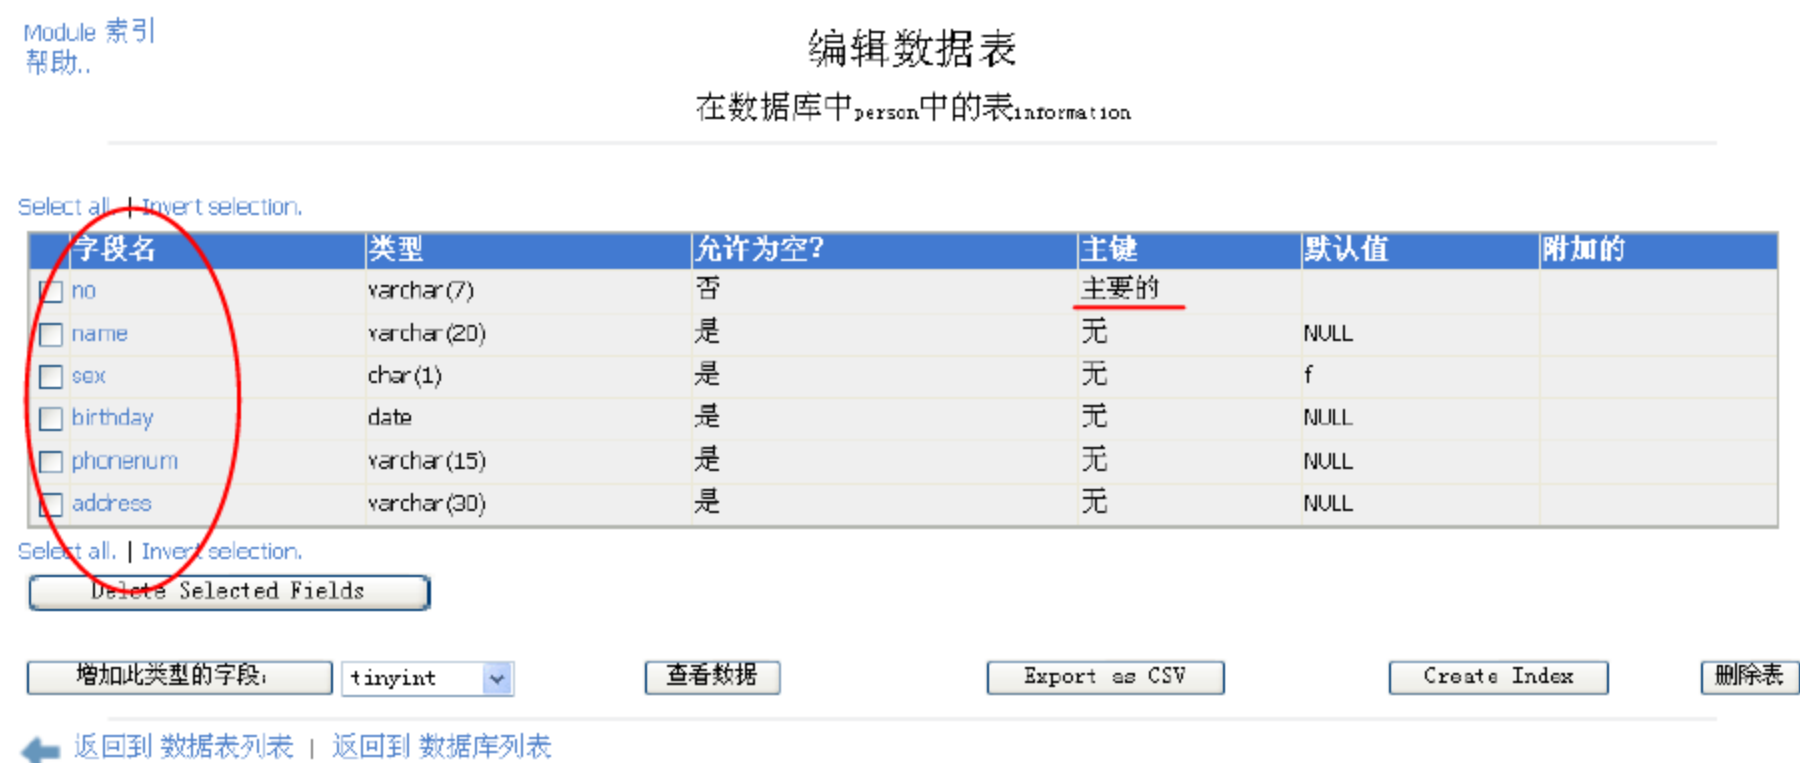 Module 索引
帮助..
编辑数据表
在数据库中person中的表information
Select all. | Invert selection.
字段名 类型 允许为空? 主键 默认值 附加的
no varchar(7) 否 主要的
name varchar(20) 是 无 NULL
sex char(1) 是 无 f
birthday date 是 无 NULL
phonenum varchar(15) 是 无 NULL
address varchar(30) 是 无 NULL
Select all. | Invert selection.
Delete Selected Fields
增加此类型的字段: tinyint 查看数据 Export as CSV Create Index 删除表
返回到 数据表列表 | 返回到 数据库列表